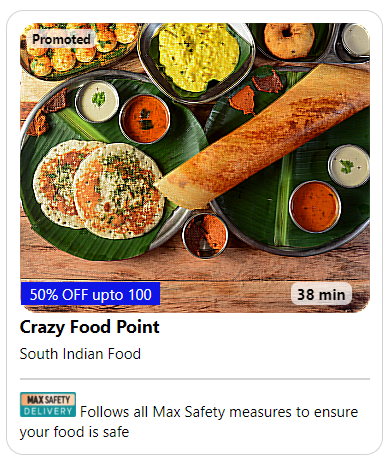 Promoted
50% OFF upto 100
38 min
Crazy Food Point
South Indian Food
MAX SAFETY
DELIVERY
Follows all Max Safety measures to ensure
your food is safe